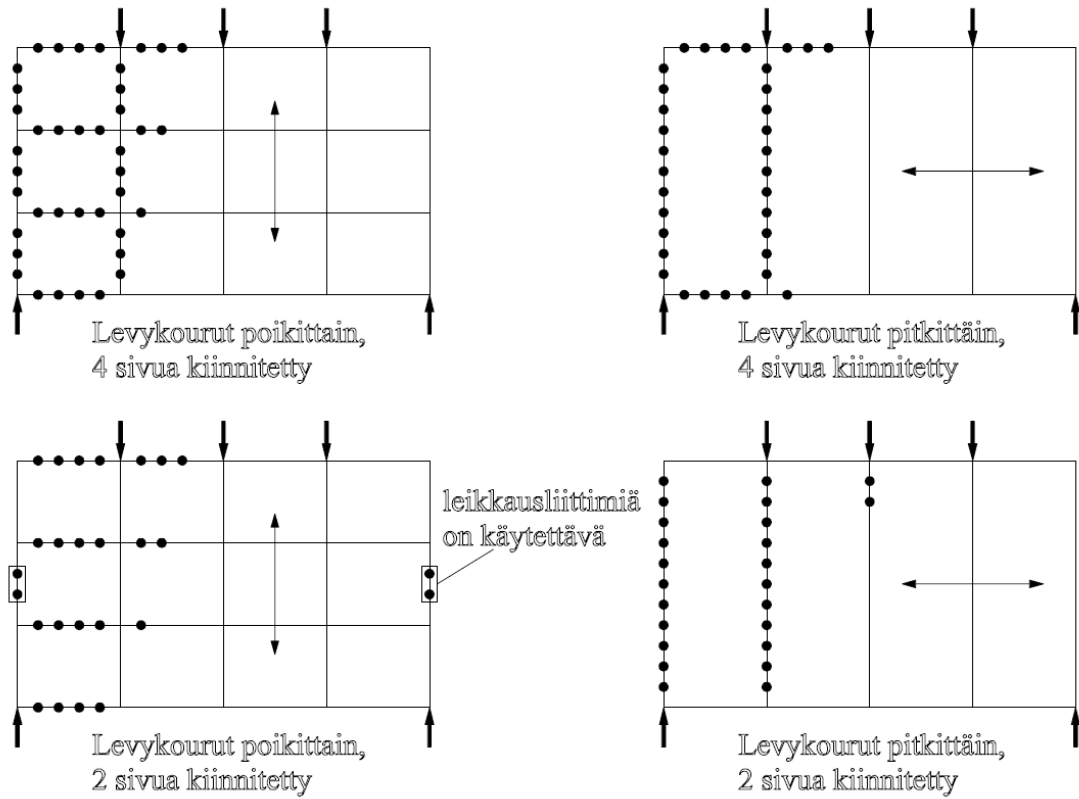 Levykourut poikittain,
4 sivua kiinnitetty
Levykourut pitkittäin,
4 sivua kiinnitetty
leikkausliittimiä
on käytettävä
Levykourut poikittain,
2 sivua kiinnitetty
Levykourut pitkittäin,
2 sivua kiinnitetty